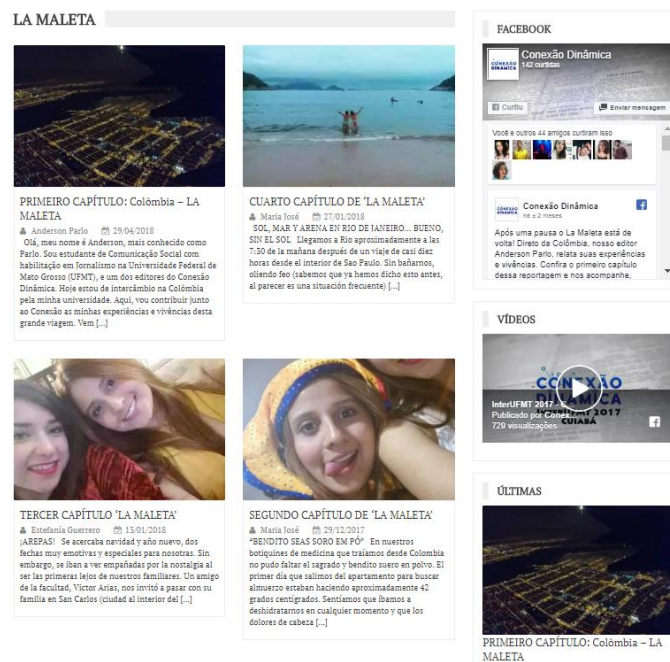 LA MALETA
PRIMEIRO CAPÍTULO: Colômbia – LA
MALETA
Anderson Parlo 29/04/2018
Olá, meu nome é Anderson, mais conhecido como
Parlo. Sou estudante de Comunicação Social com
habilitação em Jornalismo na Universidade Federal de
Mato Grosso (UFMT), e um dos editores do Conexão
Dinâmica. Hoje estou de intercâmbio na Colômbia
pela minha universidade. Aqui, vou contribuir junto
ao Conexão as minhas experiências e vivências desta
grande viagem. Vem [...]
CUARTO CAPÍTULO DE ‘LA MALETA’
María José 27/01/2018
SOL, MAR Y ARENA EN RIO DE JANEIRO... BUENO,
SIN EL SOL Llegamos a Rio aproximadamente a las
7:30 de la mañana después de un viaje de casi diez
horas desde el interior de Sao Paulo. Sin bañarnos,
oliendo feo (sabemos que ya hemos dicho esto antes,
al parecer es una situación frecuente) [...]
TERCER CAPÍTULO ‘LA MALETA’
Estefanía Guerrero 13/01/2018
¡AREPAS! Se acercaba navidad y año nuevo, dos
fechas muy emotivas y especiales para nosotras. Sin
embargo, se iban a ver empañadas por la nostalgia al
ser las primeras lejos de nuestros familiares. Un amigo
de la facultad, Victor Arias, nos invitó a pasar con su
família en San Carlos (ciudad al interior del [...]
SEGUNDO CAPÍTULO DE ‘LA MALETA’
María José 29/12/2017
“BENDITO SEAS SORO EM PÓ” En nuestros
botiquines de medicina que traíamos desde Colombia
no pudo faltar el sagrado y bendito suero en polvo. El
primer día que salimos del apartamento para buscar
almuerzo estaban haciendo aproximadamente 42
grados centígrados. Sentíamos que íbamos a
deshidratarnos en cualquier momento y que los
dolores de cabeza [...]
FACEBOOK
CONEXÃO
DINÂMICA
Conexão Dinâmica
142 curtidas
Curtiu
Enviar mensagem
Você e outros 44 amigos curtiram isso
CONEXÃO
DINÂMICA
Conexão Dinâmica
há ± 2 meses
Após uma pausa o La Maleta está de
volta! Direto da Colômbia, nosso editor
Anderson Parlo, relata suas experiências
e vivências. Confira o primeiro capítulo
dessa reportagem e nos acompanhe,
VÍDEOS
CONEXÃO
DINÂMICA
InterUFMT 2017 -
Publicado por Conex...
729 visualizações
2017
CUIABÁ
ÚLTIMAS
PRIMEIRO CAPÍTULO: Colômbia – LA
MALETA